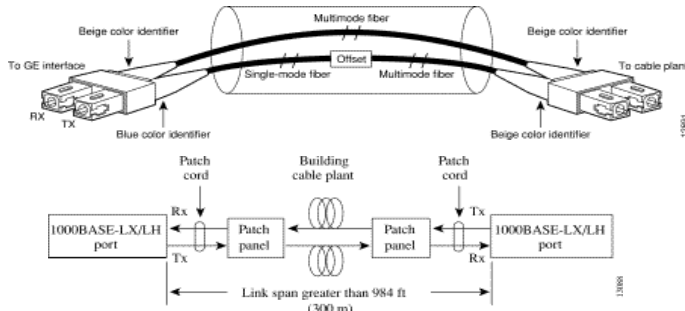 Multimode fiber
Beige color identifier
Beige color identifier
To GE interface
To cable plant
Offset
Single-mode fiber
Multimode fiber
RX
TX
Blue color identifier
Beige color identifier
Patch cord
Building cable plant
Patch cord
Rx
Tx
1000BASE-LX/LH port
Patch panel
Patch panel
1000BASE-LX/LH port
Tx
Rx
Link span greater than 984 ft
(300 m)
13088